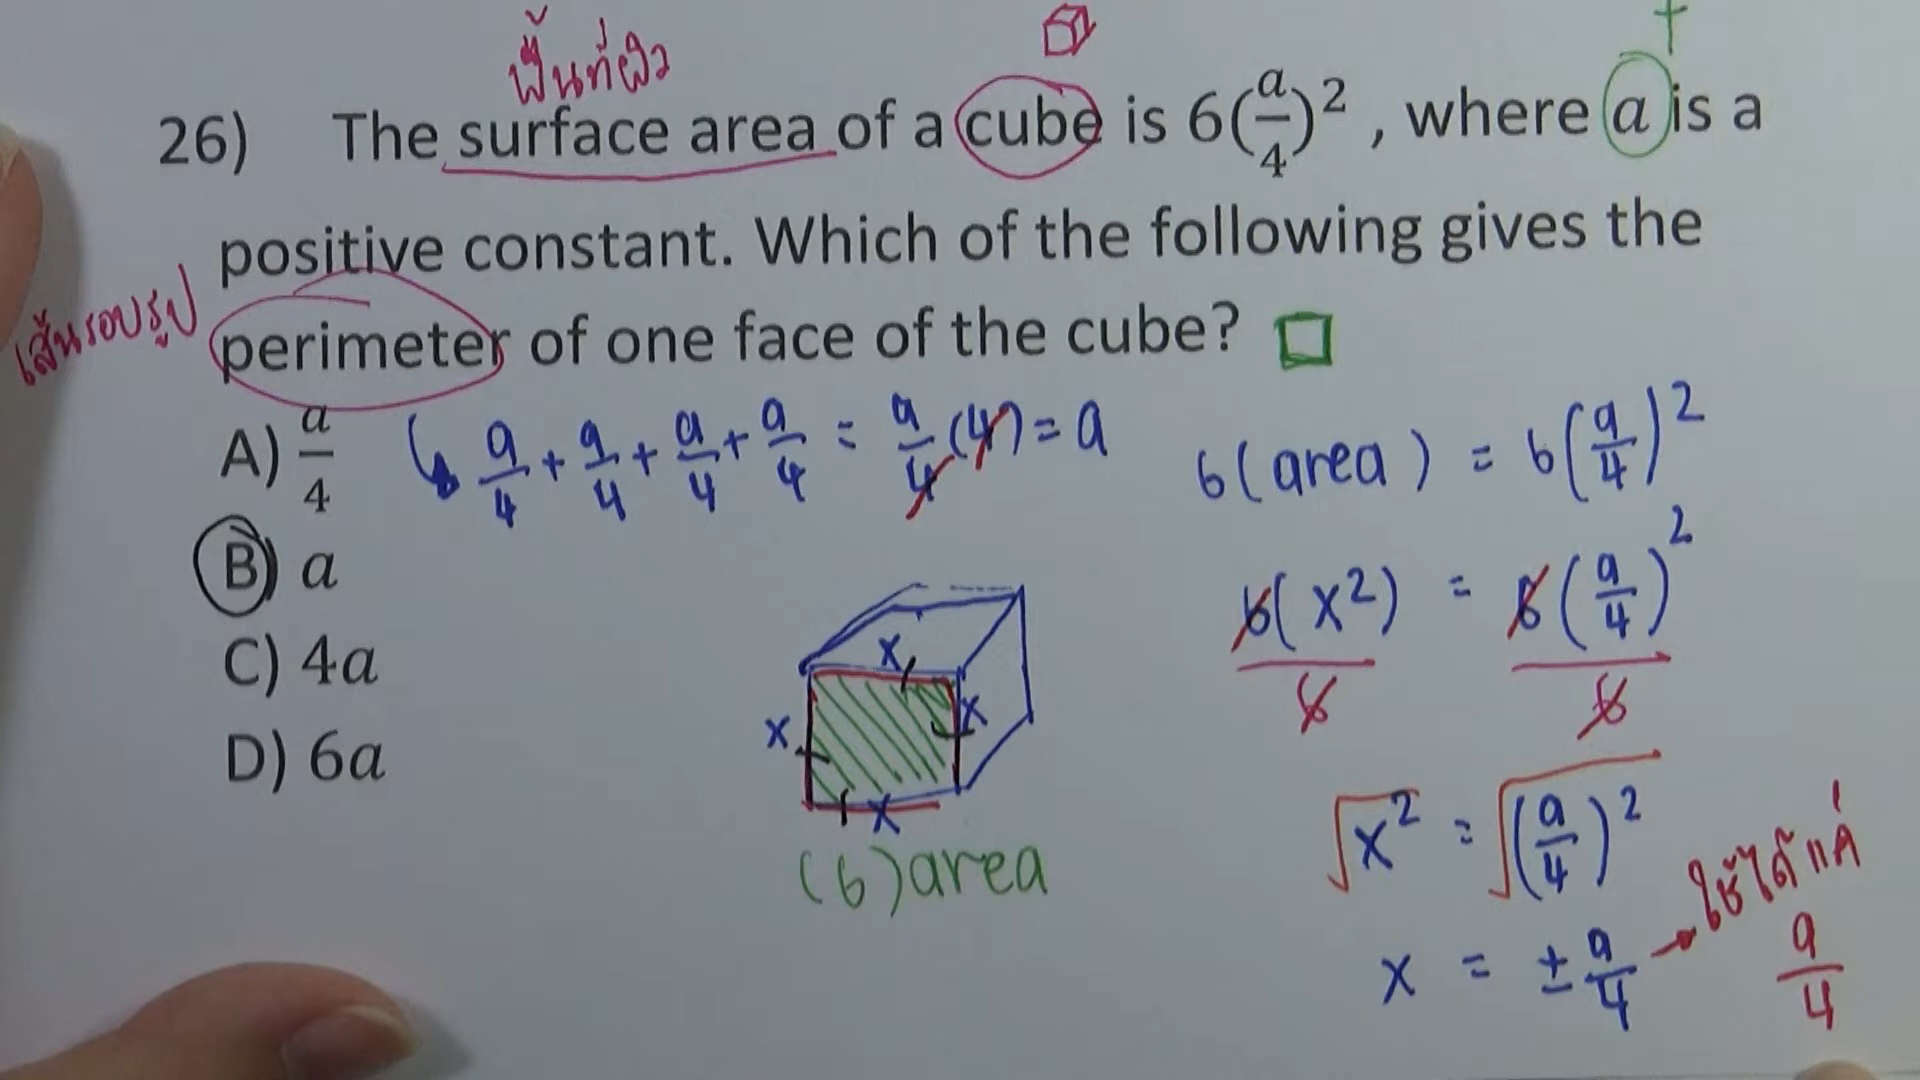 พื้นที่ผิว
+
26) The surface area of a cube is 6(a/4)², where a is a
positive constant. Which of the following gives the
เส้นรอบรูป
perimeter of one face of the cube?
A) a/4
a/4 + a/4 + a/4 + a/4 = a/4 (4) = a
6(area) = 6(a/4)²
B) a
6(x²)/6 = 6(a/4)²/6
C) 4a
x
x
x
x
D) 6a
√x² = √(a/4)²
(6)area
ใช้ได้แค่
x = ± a/4 → a/4